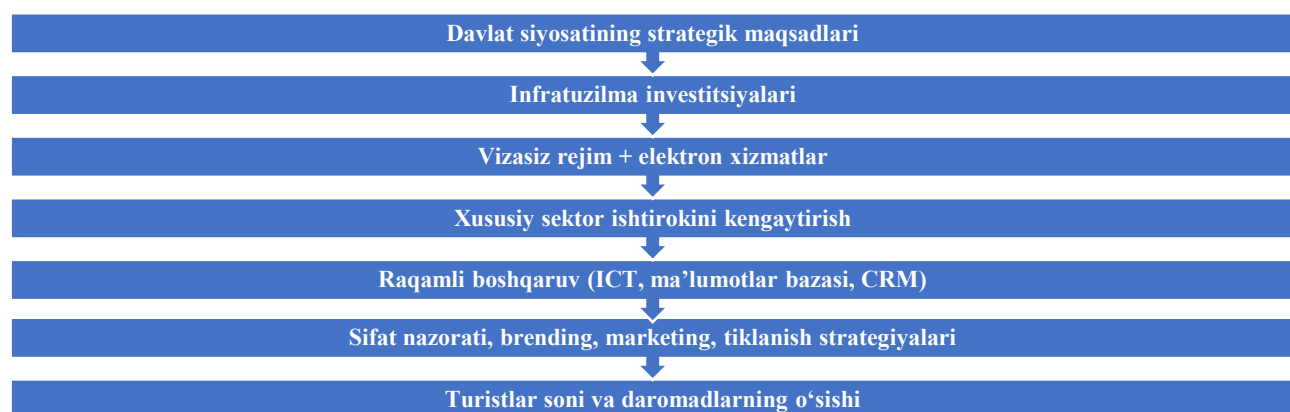 Davlat siyosatining strategik maqsadlari
Infratuzilma investitsiyalari
Vizasiz rejim + elektron xizmatlar
Xususiy sektor ishtirokini kengaytirish
Raqamli boshqaruv (ICT, ma’lumotlar bazasi, CRM)
Sifat nazorati, brending, marketing, tiklanish strategiyalari
Turistlar soni va daromadlarning o‘sishi